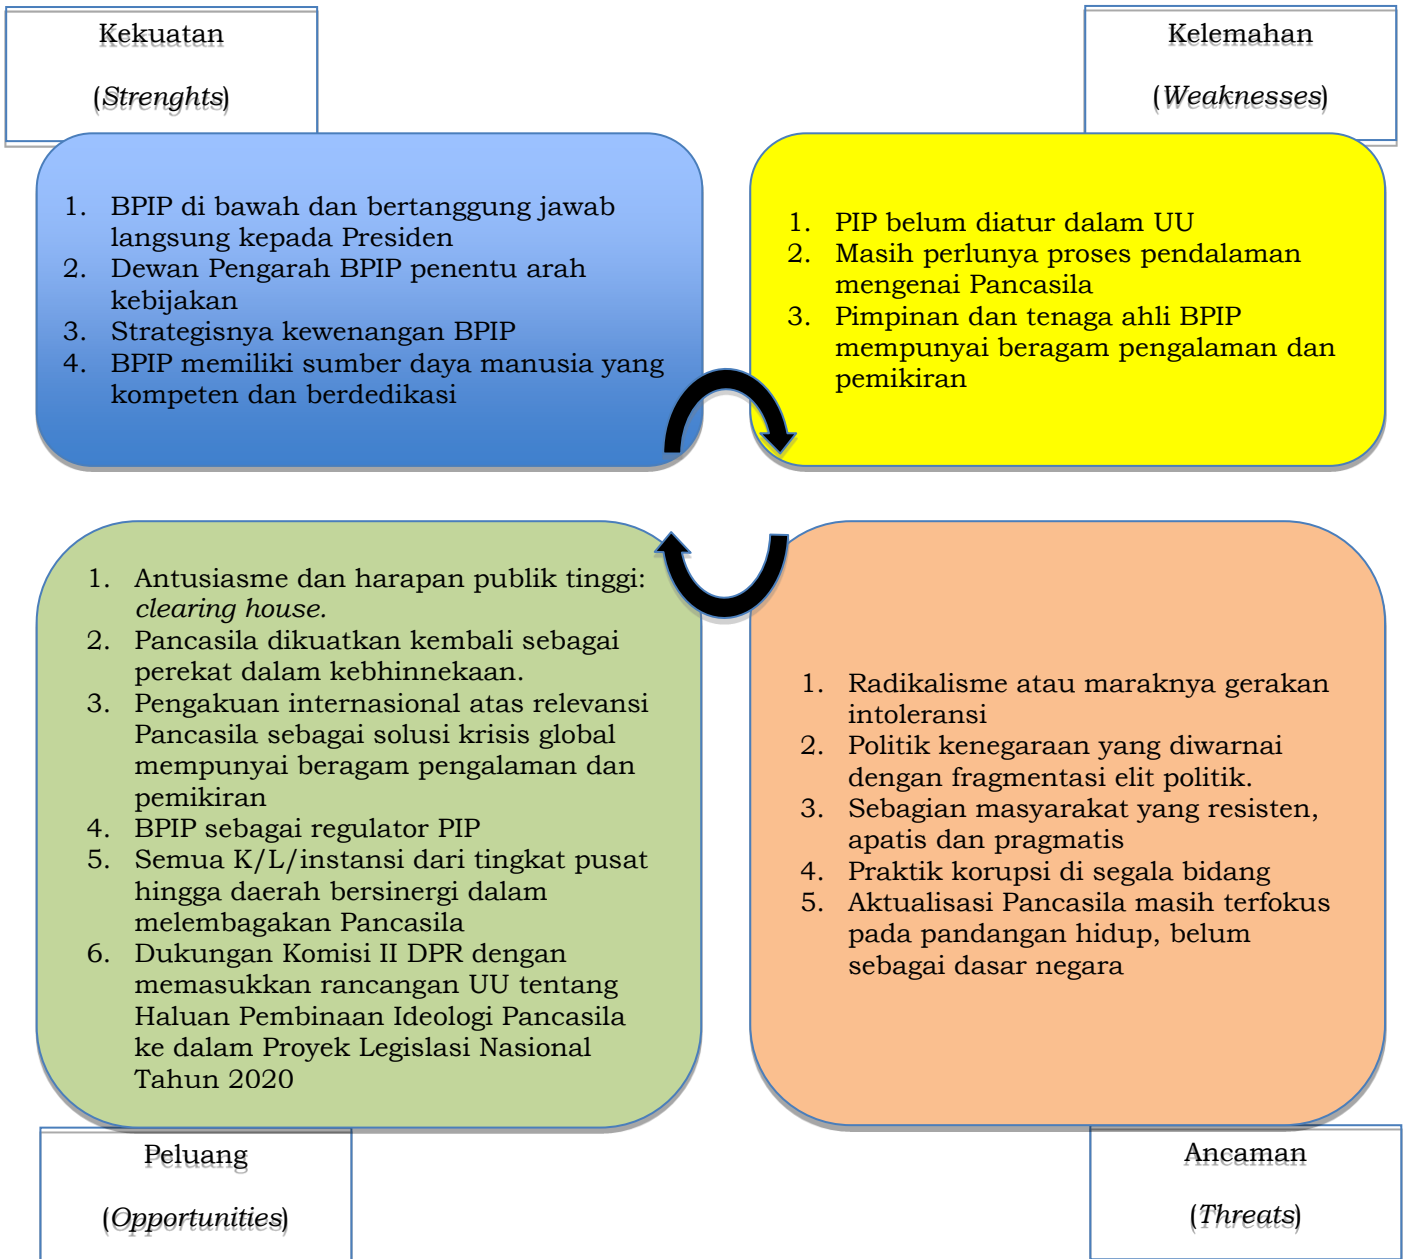 Kekuatan
(Strenghts)
Kelemahan
(Weaknesses)
1. BPIP di bawah dan bertanggung jawab
langsung kepada Presiden
2. Dewan Pengarah BPIP penentu arah
kebijakan
3. Strategisnya kewenangan BPIP
4. BPIP memiliki sumber daya manusia yang
kompeten dan berdedikasi
1. PIP belum diatur dalam UU
2. Masih perlunya proses pendalaman
mengenai Pancasila
3. Pimpinan dan tenaga ahli BPIP
mempunyai beragam pengalaman dan
pemikiran
1. Antusiasme dan harapan publik tinggi:
clearing house.
2. Pancasila dikuatkan kembali sebagai
perekat dalam kebhinnekaan.
3. Pengakuan internasional atas relevansi
Pancasila sebagai solusi krisis global
mempunyai beragam pengalaman dan
pemikiran
4. BPIP sebagai regulator PIP
5. Semua K/L/instansi dari tingkat pusat
hingga daerah bersinergi dalam
melembagakan Pancasila
6. Dukungan Komisi II DPR dengan
memasukkan rancangan UU tentang
Haluan Pembinaan Ideologi Pancasila
ke dalam Proyek Legislasi Nasional
Tahun 2020
1. Radikalisme atau maraknya gerakan
intoleransi
2. Politik kenegaraan yang diwarnai
dengan fragmentasi elit politik.
3. Sebagian masyarakat yang resisten,
apatis dan pragmatis
4. Praktik korupsi di segala bidang
5. Aktualisasi Pancasila masih terfokus
pada pandangan hidup, belum
sebagai dasar negara
Peluang
(Opportunities)
Ancaman
(Threats)